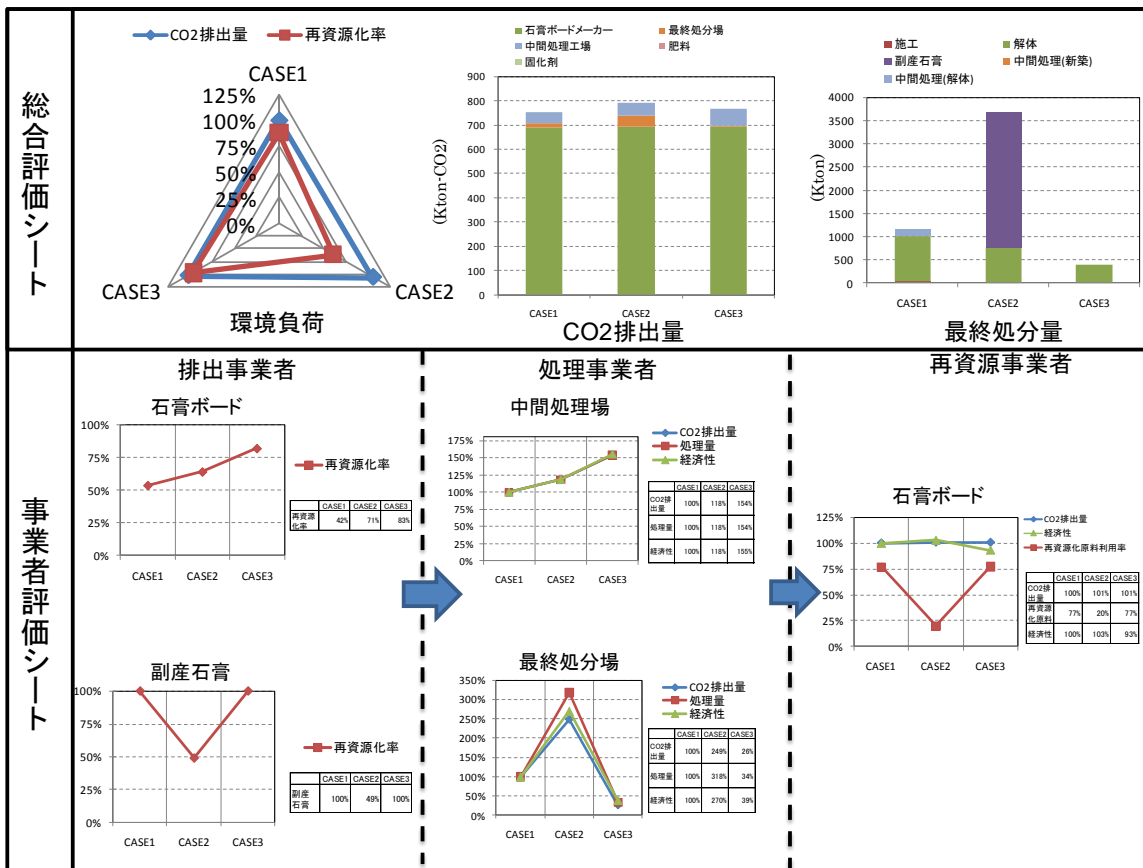 総合評価シート
CO2排出量 再資源化率
CASE1
125%
100%
75%
50%
25%
0%
CASE3
CASE2
環境負荷
石膏ボードメーカー 最終処分場
中間処理工場 肥料
固化剤
(Kton-CO2)
900
800
700
600
500
400
300
200
100
0
CASE1 CASE2 CASE3
CO2排出量
施工 解体
副産石膏 中間処理(新築)
中間処理(解体)
(Kton)
4000
3500
3000
2500
2000
1500
1000
500
0
CASE1 CASE2 CASE3
最終処分量
事業者評価シート
排出事業者
石膏ボード
100%
75%
50%
25%
0%
CASE1 CASE2 CASE3
再資源化率
CASE1 CASE2 CASE3
再資源
化率 42% 71% 83%
副産石膏
100%
75%
50%
25%
0%
CASE1 CASE2 CASE3
再資源化率
CASE1 CASE2 CASE3
副産
石膏 100% 49% 100%
処理事業者
中間処理場
175%
150%
125%
100%
75%
50%
25%
0%
CASE1 CASE2 CASE3
CO2排出量
処理量
経済性
CASE1 CASE2 CASE3
CO2排
出量 100% 118% 154%
処理量 100% 118% 154%
経済性 100% 118% 155%
最終処分場
350%
300%
250%
200%
150%
100%
50%
0%
CASE1 CASE2 CASE3
CO2排出量
処理量
経済性
CASE1 CASE2 CASE3
CO2排
出量 100% 249% 26%
処理量 100% 318% 34%
経済性 100% 270% 39%
再資源事業者
石膏ボード
125%
100%
75%
50%
25%
0%
CASE1 CASE2 CASE3
CO2排出量
経済性
再資源化原料利用率
CASE1 CASE2 CASE3
CO2排出
量 100% 101% 101%
再資源
化原料 77% 20% 77%
経済性 100% 103% 93%